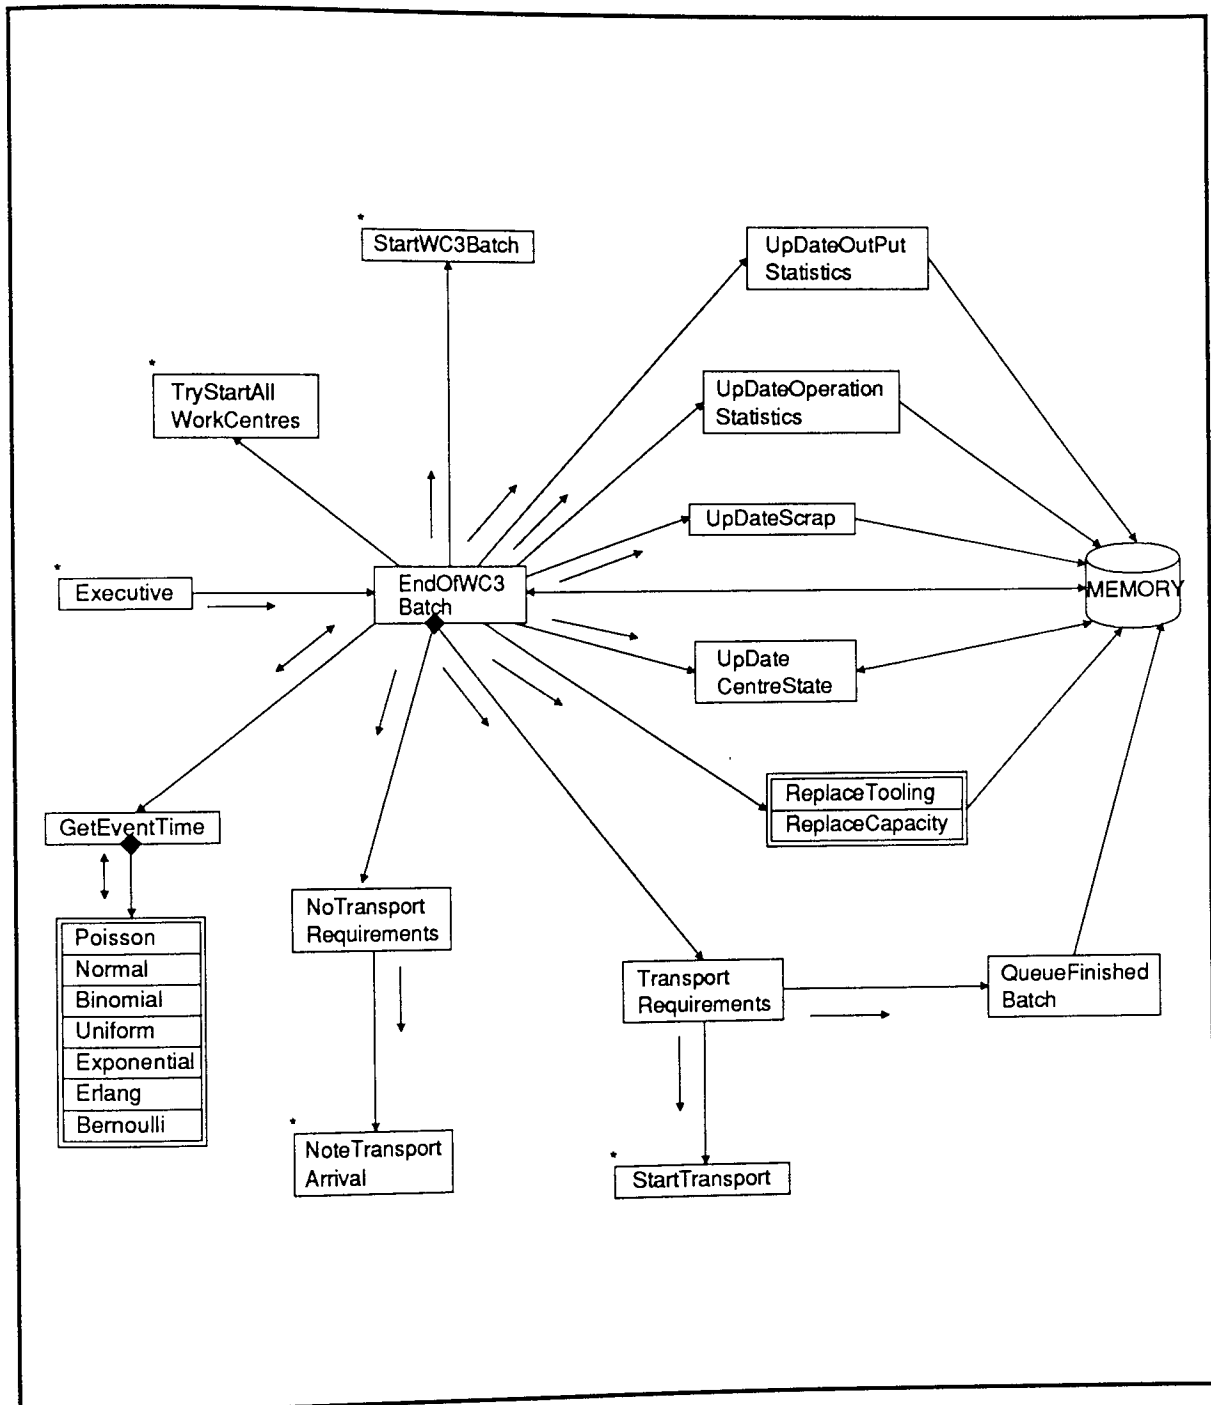 *
StartWC3Batch
UpDateOutPut
Statistics
*
TryStartAll
WorkCentres
UpDateOperation
Statistics
UpDateScrap
*
Executive
EndOfWC3
Batch
MEMORY
UpDate
CentreState
ReplaceTooling
ReplaceCapacity
GetEventTime
Poisson
Normal
Binomial
Uniform
Exponential
Erlang
Bernoulli
NoTransport
Requirements
Transport
Requirements
QueueFinished
Batch
*
NoteTransport
Arrival
*
StartTransport